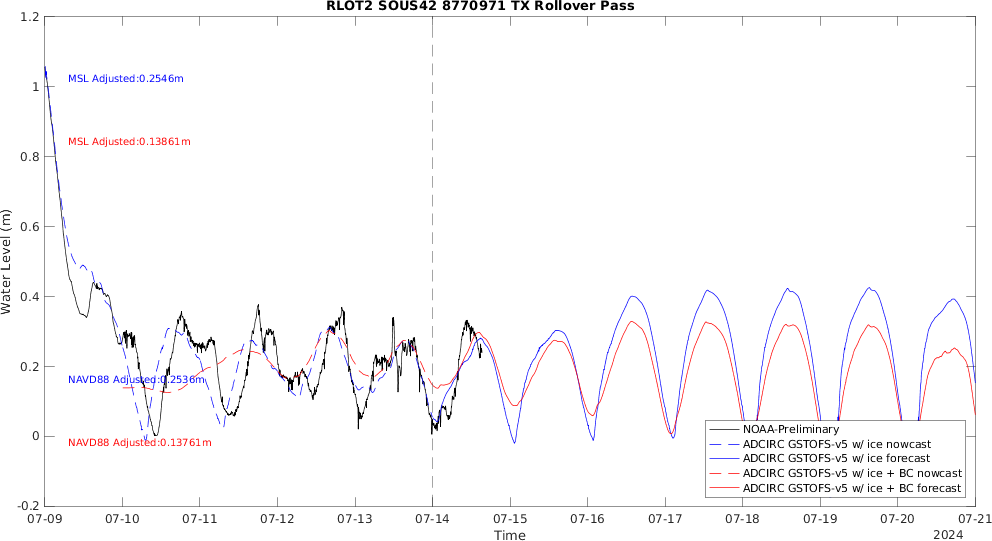 RLOT2 SOUS42 8770971 TX Rollover Pass
1.2
1
0.8
0.6
0.4
0.2
0
-0.2
Water Level (m)
MSL Adjusted:0.2546m
MSL Adjusted:0.13861m
NAVD88 Adjusted:0.2536m
NAVD88 Adjusted:0.13761m
NOAA-Preliminary
ADCIRC GSTOFS-v5 w/ ice nowcast
ADCIRC GSTOFS-v5 w/ ice forecast
ADCIRC GSTOFS-v5 w/ ice + BC nowcast
ADCIRC GSTOFS-v5 w/ ice + BC forecast
07-09 07-10 07-11 07-12 07-13 07-14 07-15 07-16 07-17 07-18 07-19 07-20 07-21
Time
2024